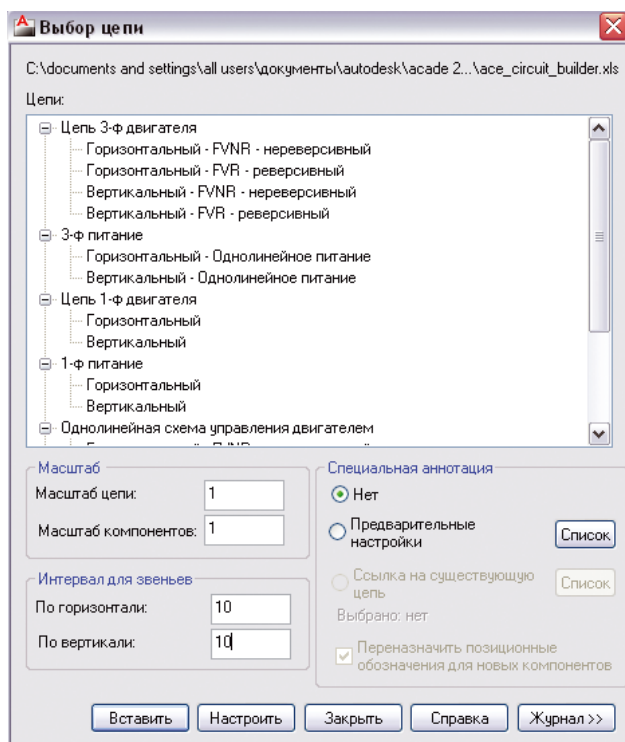 Выбор цепи
C:\documents and settings\all users\документы\autodesk\acade 2...\ace_circuit_builder.xls
Цепи:
Цепь 3-ф двигателя
Горизонтальный - FVNR - нереверсивный
Горизонтальный - FVR - реверсивный
Вертикальный - FVNR - нереверсивный
Вертикальный - FVR - реверсивный
3-ф питание
Горизонтальный - Однолинейное питание
Вертикальный - Однолинейное питание
Цепь 1-ф двигателя
Горизонтальный
Вертикальный
1-ф питание
Горизонтальный
Вертикальный
Однолинейная схема управления двигателем
Масштаб
Масштаб цепи: 1
Масштаб компонентов: 1
Интервал для звеньев
По горизонтали: 10
По вертикали: 10
Специальная аннотация
Нет
Предварительные
настройки
Список
Ссылка на существующую
цепь
Список
Выбрано: нет
Переназначить позиционные
обозначения для новых компонентов
Вставить Настроить Закрыть Справка Журнал >>